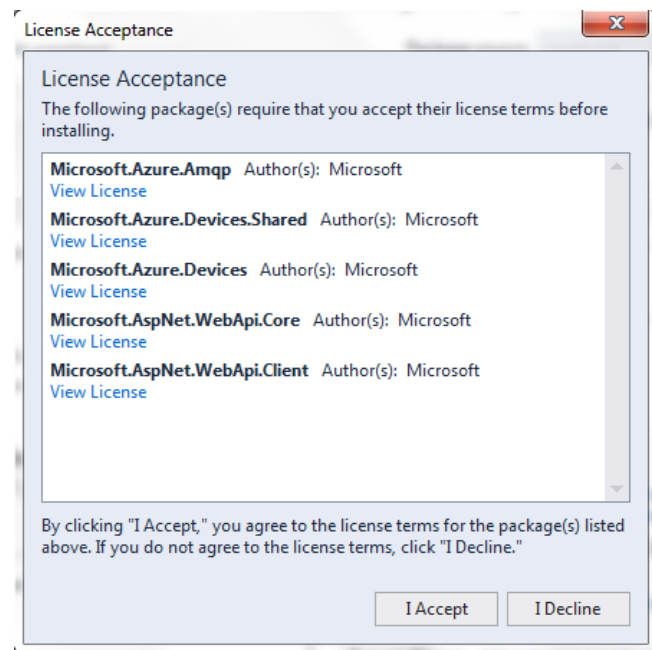 License Acceptance
License Acceptance
The following package(s) require that you accept their license terms before
installing.
Microsoft.Azure.Amqp Author(s): Microsoft
View License
Microsoft.Azure.Devices.Shared Author(s): Microsoft
View License
Microsoft.Azure.Devices Author(s): Microsoft
View License
Microsoft.AspNet.WebApi.Core Author(s): Microsoft
View License
Microsoft.AspNet.WebApi.Client Author(s): Microsoft
View License
By clicking "I Accept," you agree to the license terms for the package(s) listed
above. If you do not agree to the license terms, click "I Decline."
I Accept I Decline